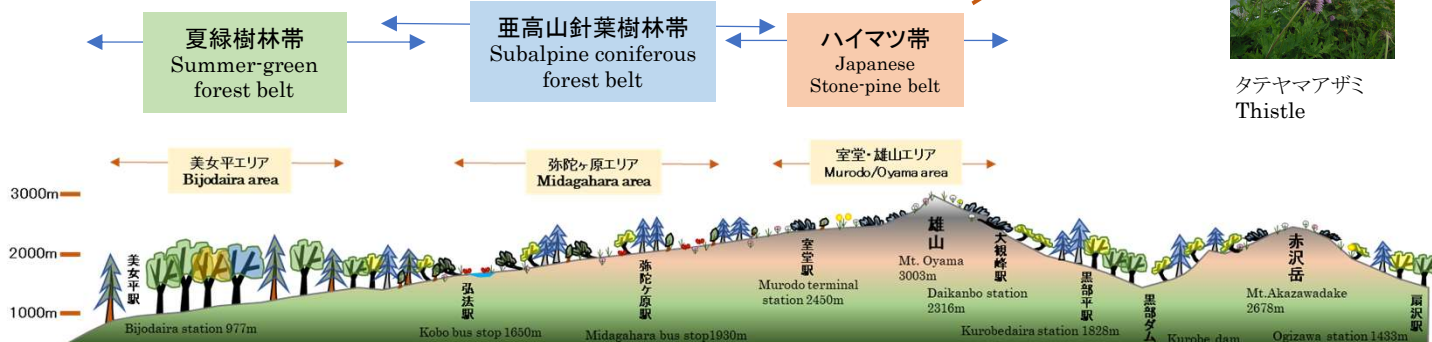 夏緑樹林帯
Summer-green
forest belt
亜高山針葉樹林帯
Subalpine coniferous
forest belt
ハイマツ帯
Japanese
Stone-pine belt
タテヤマアザミ
Thistle
美女平エリア
Bijodaira area
弥陀ヶ原エリア
Midagahara area
室堂・雄山エリア
Murodo/Oyama area
3000m
2000m
1000m
美女平駅
Bijodaira station 977m
弘法駅
Kobo bus stop 1650m
弥陀ヶ原駅
Midagahara bus stop1930m
室堂駅
Murodo terminal
station 2450m
雄山
Mt. Oyama
3003m
大観峰駅
Daikanbo station
2316m
黒部平駅
Kurobedaira station 1828m
黒部ダム
Kurobe dam
赤沢岳
Mt.Akazawadake
2678m
扇沢駅
Ogizawa station 1433m